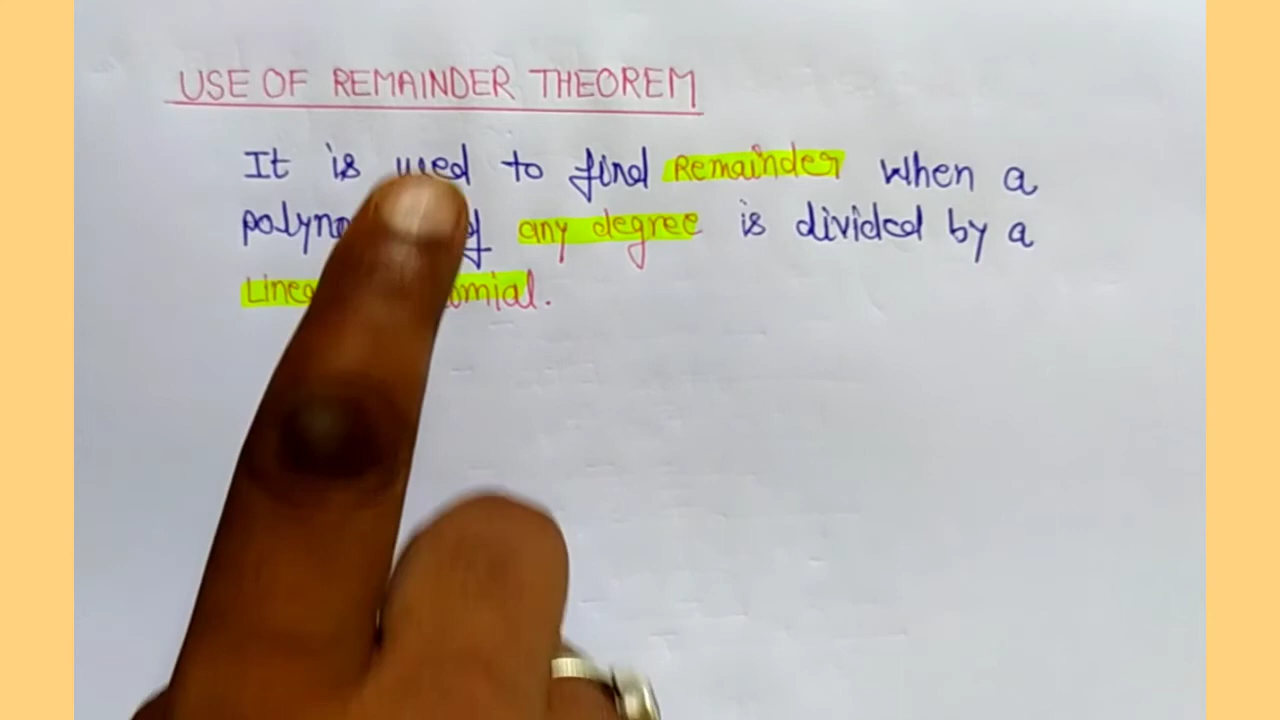 USE OF REMAINDER THEOREM
It is used to find Remainder when a
any degree is divided by a